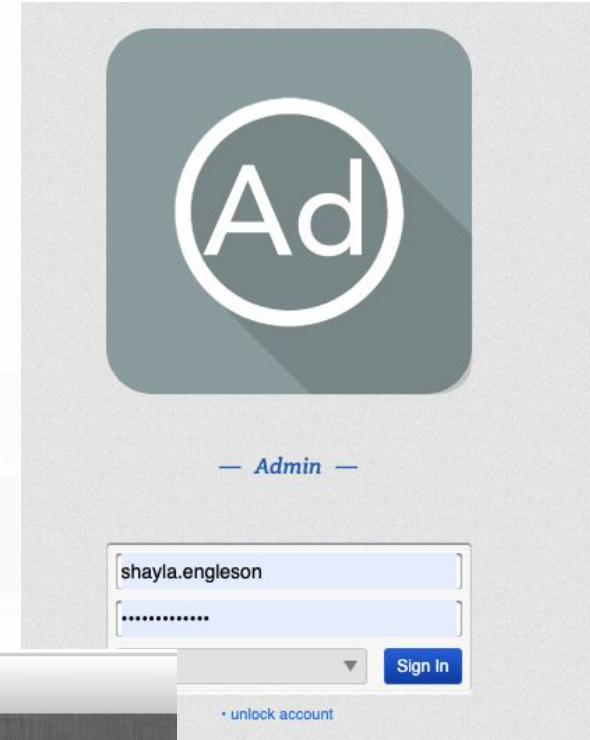 Ad
— Admin —
shayla.engleson
•••••••••••••
Sign In
• unlock account